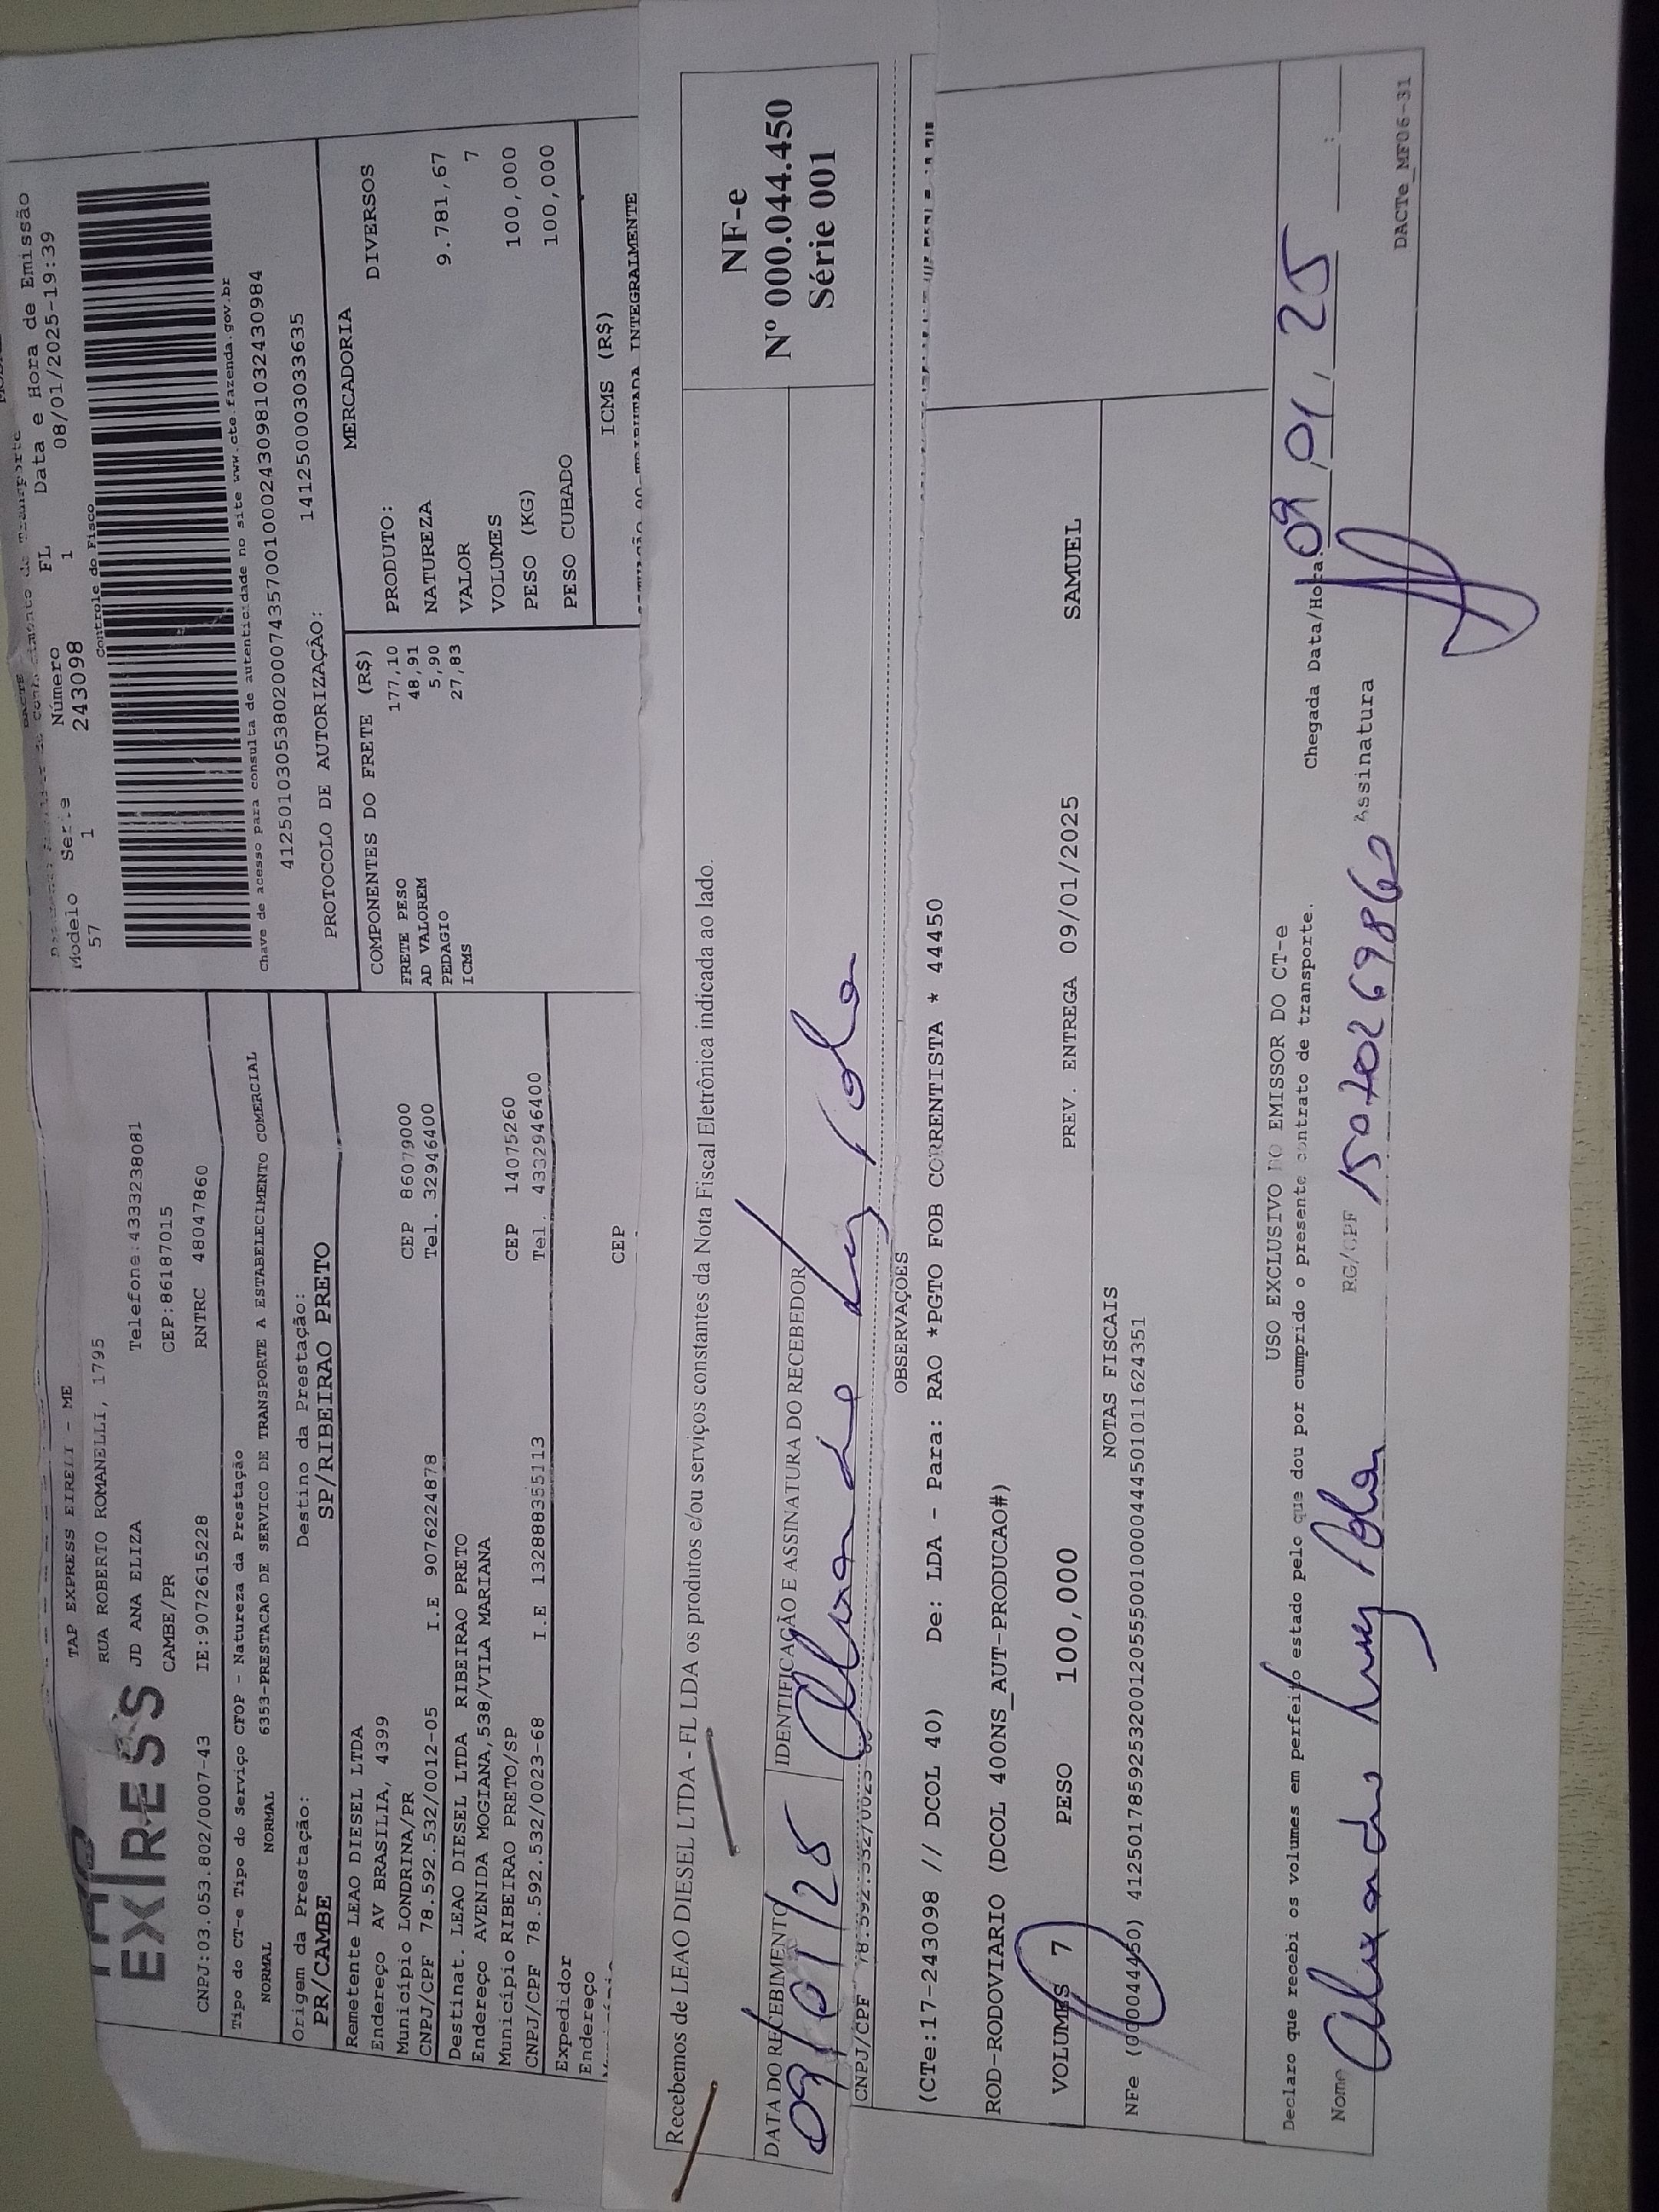 EXPRESS
TAP EXPRESS EIRELI - ME
RUA ROBERTO ROMANELLI, 1795
JD ANA ELIZA Telefone:4333238081
CAMBE/PR CEP:86187015
CNPJ:03.053.802/0007-43 IE:9072615228 RNTRC 48047860
Tipo do CT-e Tipo do Serviço CFOP - Natureza da Prestação
NORMAL NORMAL 6353-PRESTACAO DE SERVICO DE TRANSPORTE A ESTABELECIMENTO COMERCIAL
Origem da Prestação: Destino da Prestação:
PR/CAMBE SP/RIBEIRAO PRETO
Remetente LEAO DIESEL LTDA
Endereço AV BRASILIA, 4399
Município LONDRINA/PR CEP 86079000
CNPJ/CPF 78.592.532/0012-05 I.E 9076224878 Tel. 32946400
Destinat. LEAO DIESEL LTDA RIBEIRAO PRETO
Endereço AVENIDA MOGIANA,538/VILA MARIANA
Município RIBEIRAO PRETO/SP CEP 14075260
CNPJ/CPF 78.592.532/0023-68 I.E 132888355113 Tel. 4332946400
Expedidor
Endereço CEP
DACTE
Modelo Serie Número FL Data e Hora de Emissão
57 1 243098 1 08/01/2025-19:39
Controle do Fisco
Chave de acesso para consulta de autenticidade no site www.cte.fazenda.gov.br
41250103053802000743570010002430981032430984
PROTOCOLO DE AUTORIZAÇÃO: 141250003033635
COMPONENTES DO FRETE (R$)
FRETE PESO 177,10
AD VALOREM 48,91
PEDAGIO 5,90
ICMS 27,83
MERCADORIA
PRODUTO: DIVERSOS
NATUREZA
VALOR 9.781,67
VOLUMES 7
PESO (KG) 100,000
PESO CUBADO 100,000
ICMS (R$)
TRIBUTADA INTEGRALMENTE
Recebemos de LEAO DIESEL LTDA - FL LDA os produtos e/ou serviços constantes da Nota Fiscal Eletrônica indicada ao lado.
NF-e
Nº 000.044.450
Série 001
DATA DO RECEBIMENTO IDENTIFICAÇÃO E ASSINATURA DO RECEBEDOR
09/01/25
CNPJ/CPF
OBSERVAÇÕES
(CTe:17-243098 // DCOL 40) De: LDA - Para: RAO *PGTO FOB CORRENTISTA * 44450
ROD-RODOVIARIO (DCOL 400NS_AUT-PRODUCAO#)
VOLUMES 7 PESO 100,000 PREV. ENTREGA 09/01/2025 SAMUEL
NOTAS FISCAIS
NFe (000044450) 41250178592532001205550010000444501011624351
USO EXCLUSIVO DO EMISSOR DO CT-e
Declaro que recebi os volumes em perfeito estado pelo que dou por cumprido o presente contrato de transporte.
Chegada Data/Hora 09/01/25
Nome RG/CPF Assinatura
DACTe_MF06-31